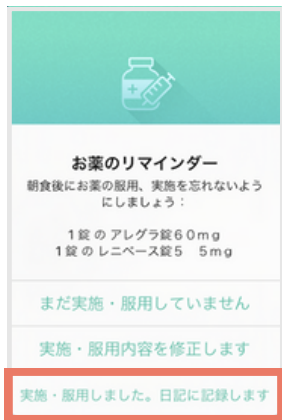 お薬のリマインダー
朝食後にお薬の服用、実施を忘れないよう
にしましょう：
１錠 の アレグラ錠６０ｍｇ
１錠 の レニベース錠５　５ｍｇ
まだ実施・服用していません
実施・服用内容を修正します
実施・服用しました。日記に記録します